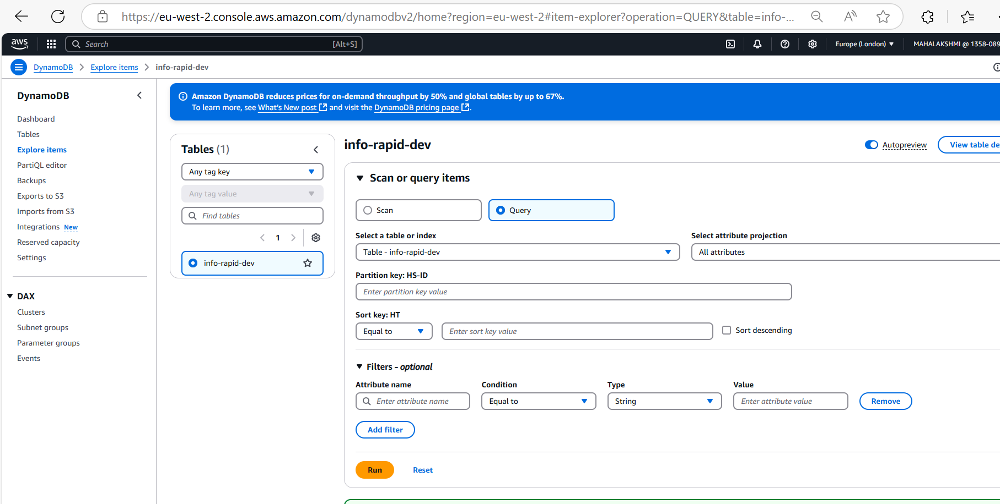 https://eu-west-2.console.aws.amazon.com/dynamodbv2/home?region=eu-west-2#item-explorer?operation=QUERY&table=info-...
aws
Search
[Alt+S]
Europe (London)
MAHALAKSHMI @ 1358-089
DynamoDB
Explore items
info-rapid-dev
DynamoDB
Dashboard
Tables
Explore items
PartiQL editor
Backups
Exports to S3
Imports from S3
Integrations New
Reserved capacity
Settings
DAX
Clusters
Subnet groups
Parameter groups
Events
Amazon DynamoDB reduces prices for on-demand throughput by 50% and global tables by up to 67%.
To learn more, see What's New post and visit the DynamoDB pricing page.
Tables (1)
Any tag key
Any tag value
Find tables
1
info-rapid-dev
info-rapid-dev
Autopreview
View table de
Scan or query items
Scan
Query
Select a table or index
Table - info-rapid-dev
Select attribute projection
All attributes
Partition key: HS-ID
Enter partition key value
Sort key: HT
Equal to
Enter sort key value
Sort descending
Filters - optional
Attribute name
Condition
Type
Value
Enter attribute name
Equal to
String
Enter attribute value
Remove
Add filter
Run
Reset